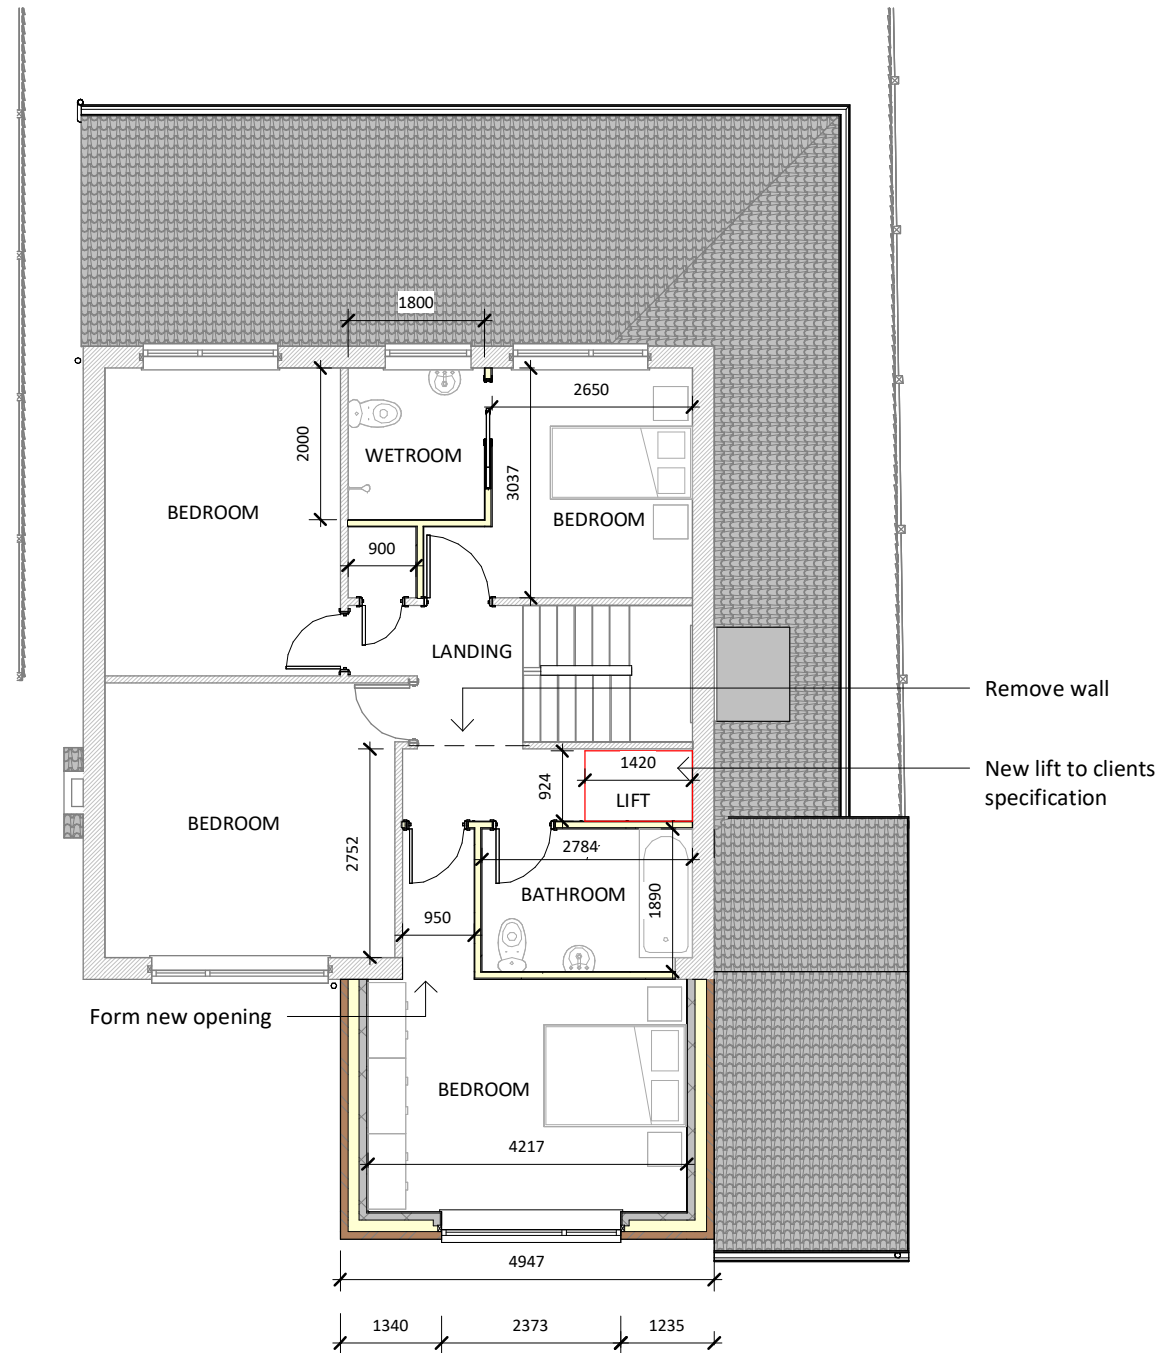 1800
2650
2000
WETROOM
3037
BEDROOM
BEDROOM
900
LANDING
Remove wall
1420
924
LIFT
New lift to clients
specification
BEDROOM
2752
2784
BATHROOM
1890
950
Form new opening
BEDROOM
4217
4947
1340
2373
1235